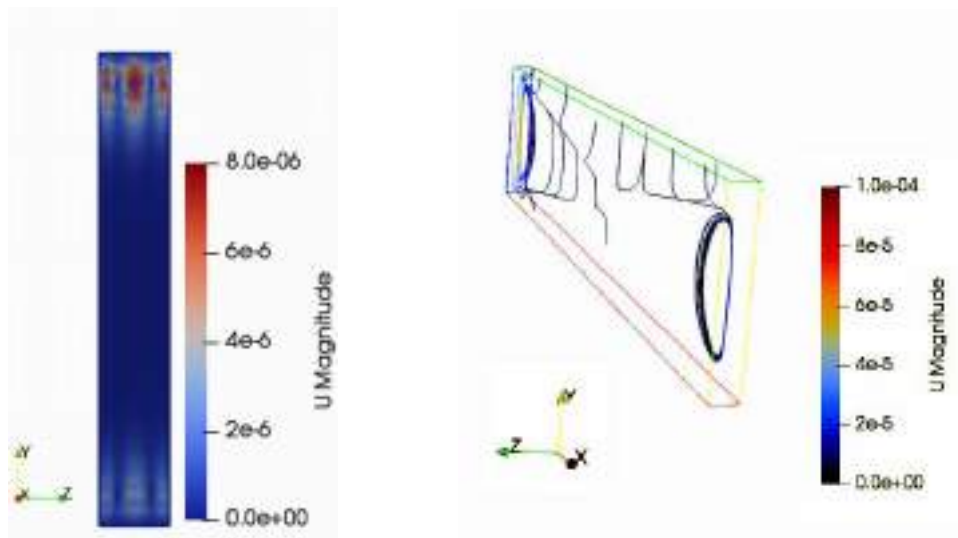 8.0e-06
6e-6
4e-6
2e-6
0.0e+00
U Magnitude
Y
X
Z
1.0e-04
8e-5
6e-5
4e-5
2e-5
0.0e+00
U Magnitude
Y
Z
X